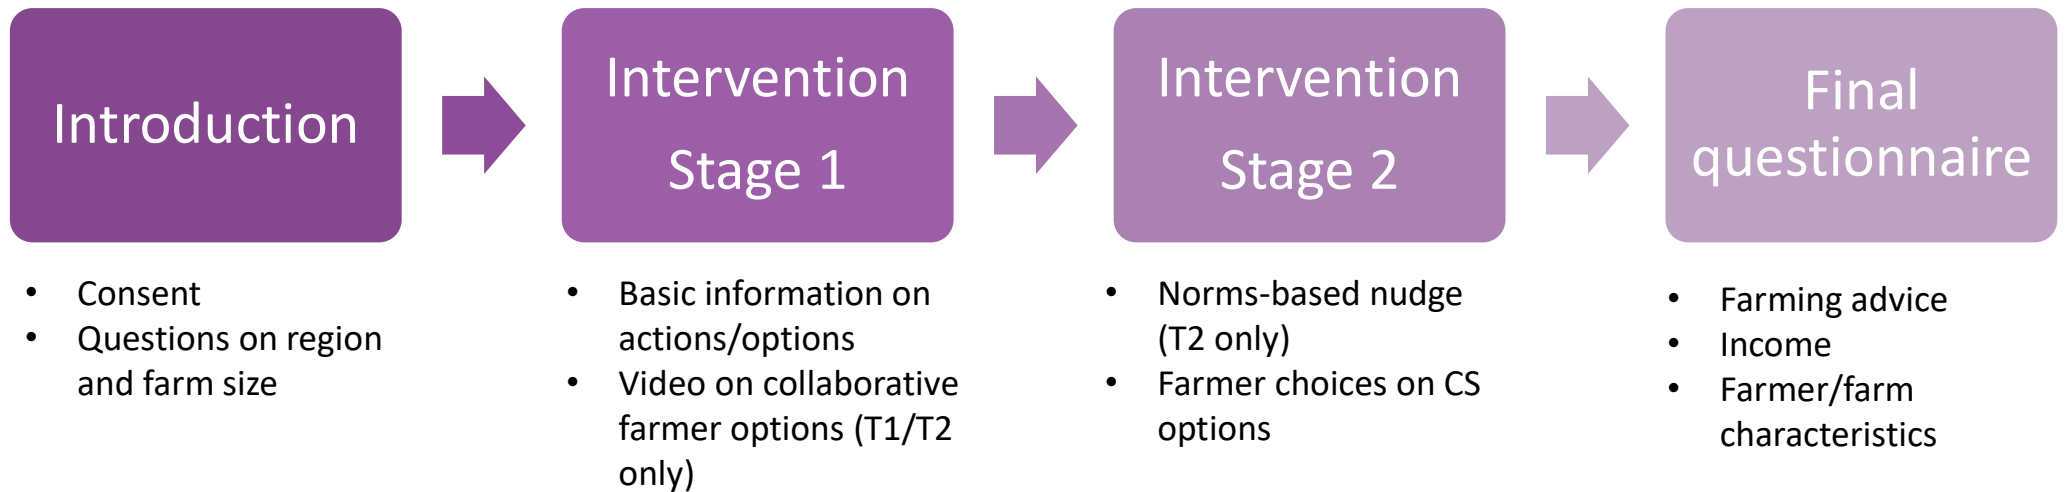 Introduction
• Consent
• Questions on region
and farm size
Intervention
Stage 1
• Basic information on
actions/options
• Video on collaborative
farmer options (T1/T2
only)
Intervention
Stage 2
• Norms-based nudge
(T2 only)
• Farmer choices on CS
options
Final
questionnaire
• Farming advice
• Income
• Farmer/farm
characteristics